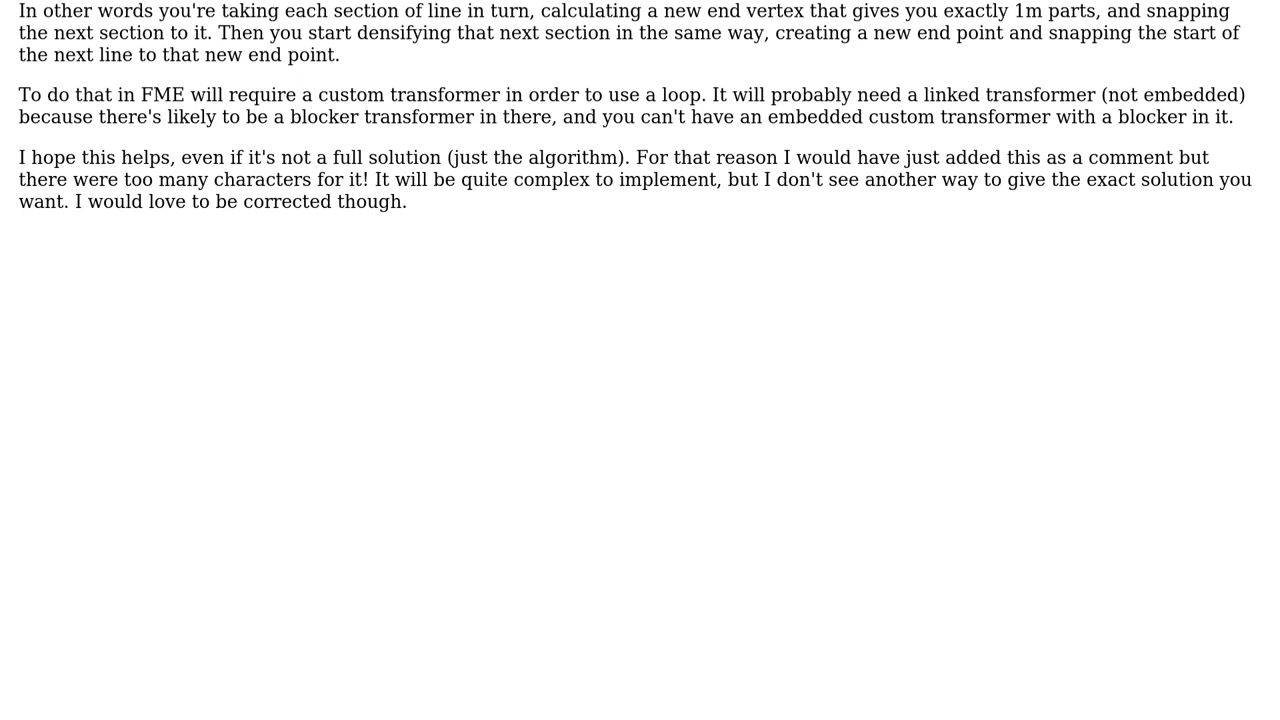 In other words you're taking each section of line in turn, calculating a new end vertex that gives you exactly 1m parts, and snapping
the next section to it. Then you start densifying that next section in the same way, creating a new end point and snapping the start of
the next line to that new end point.
To do that in FME will require a custom transformer in order to use a loop. It will probably need a linked transformer (not embedded)
because there's likely to be a blocker transformer in there, and you can't have an embedded custom transformer with a blocker in it.
I hope this helps, even if it's not a full solution (just the algorithm). For that reason I would have just added this as a comment but
there were too many characters for it! It will be quite complex to implement, but I don't see another way to give the exact solution you
want. I would love to be corrected though.